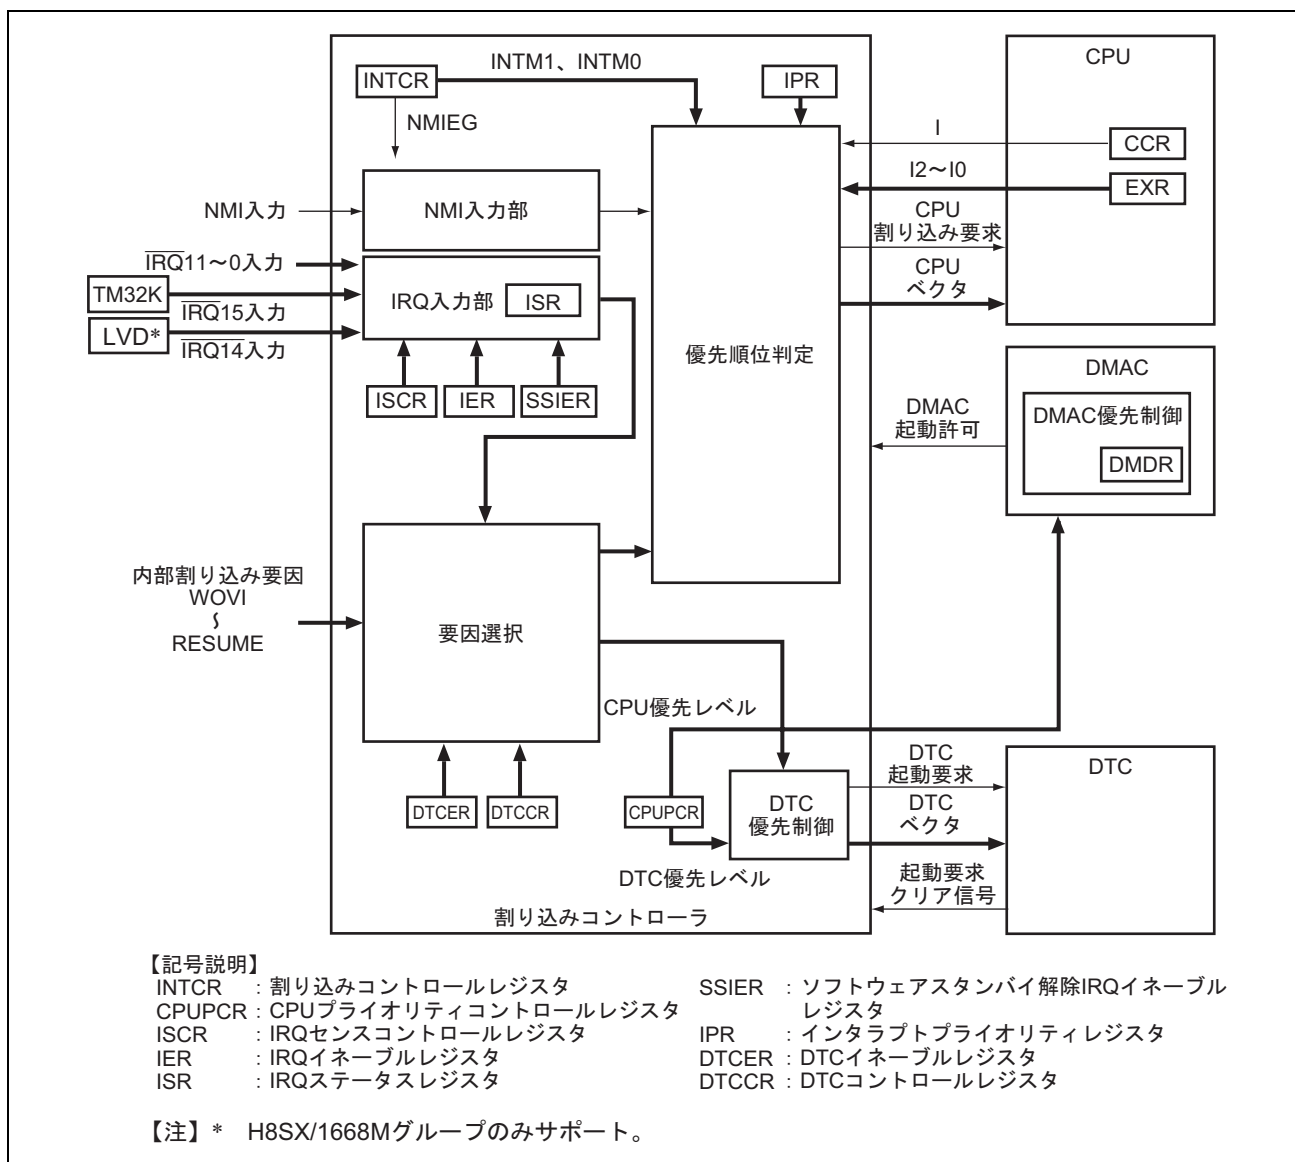 INTCR
INTM1、INTM0
IPR
CPU
NMIEG
I
CCR
I2～I0
EXR
NMI入力
NMI入力部
CPU
割り込み要求
IRQ11～0入力
CPU
ベクタ
TM32K
IRQ入力部
ISR
IRQ15入力
LVD*
IRQ14入力
優先順位判定
DMAC
ISCR
IER
SSIER
DMAC
起動許可
DMAC優先制御
DMDR
内部割り込み要因
WOVI
～
RESUME
要因選択
CPU優先レベル
DTC
起動要求
DTC
DTCER
DTCCR
CPUPCR
DTC
優先制御
DTC
ベクタ
DTC優先レベル
起動要求
クリア信号
割り込みコントローラ
【記号説明】
INTCR : 割り込みコントロールレジスタ
CPUPCR : CPUプライオリティコントロールレジスタ
ISCR : IRQセンスコントロールレジスタ
IER : IRQイネーブルレジスタ
ISR : IRQステータスレジスタ
SSIER : ソフトウェアスタンバイ解除IRQイネーブル
レジスタ
IPR : インタラプトプライオリティレジスタ
DTCER : DTCイネーブルレジスタ
DTCCR : DTCコントロールレジスタ
【注】* H8SX/1668Mグループのみサポート。